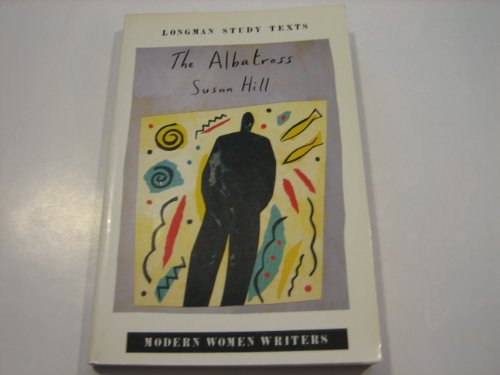 LONGMAN STUDY TEXTS
The Albatross
Susan Hill
MODERN WOMEN WRITERS